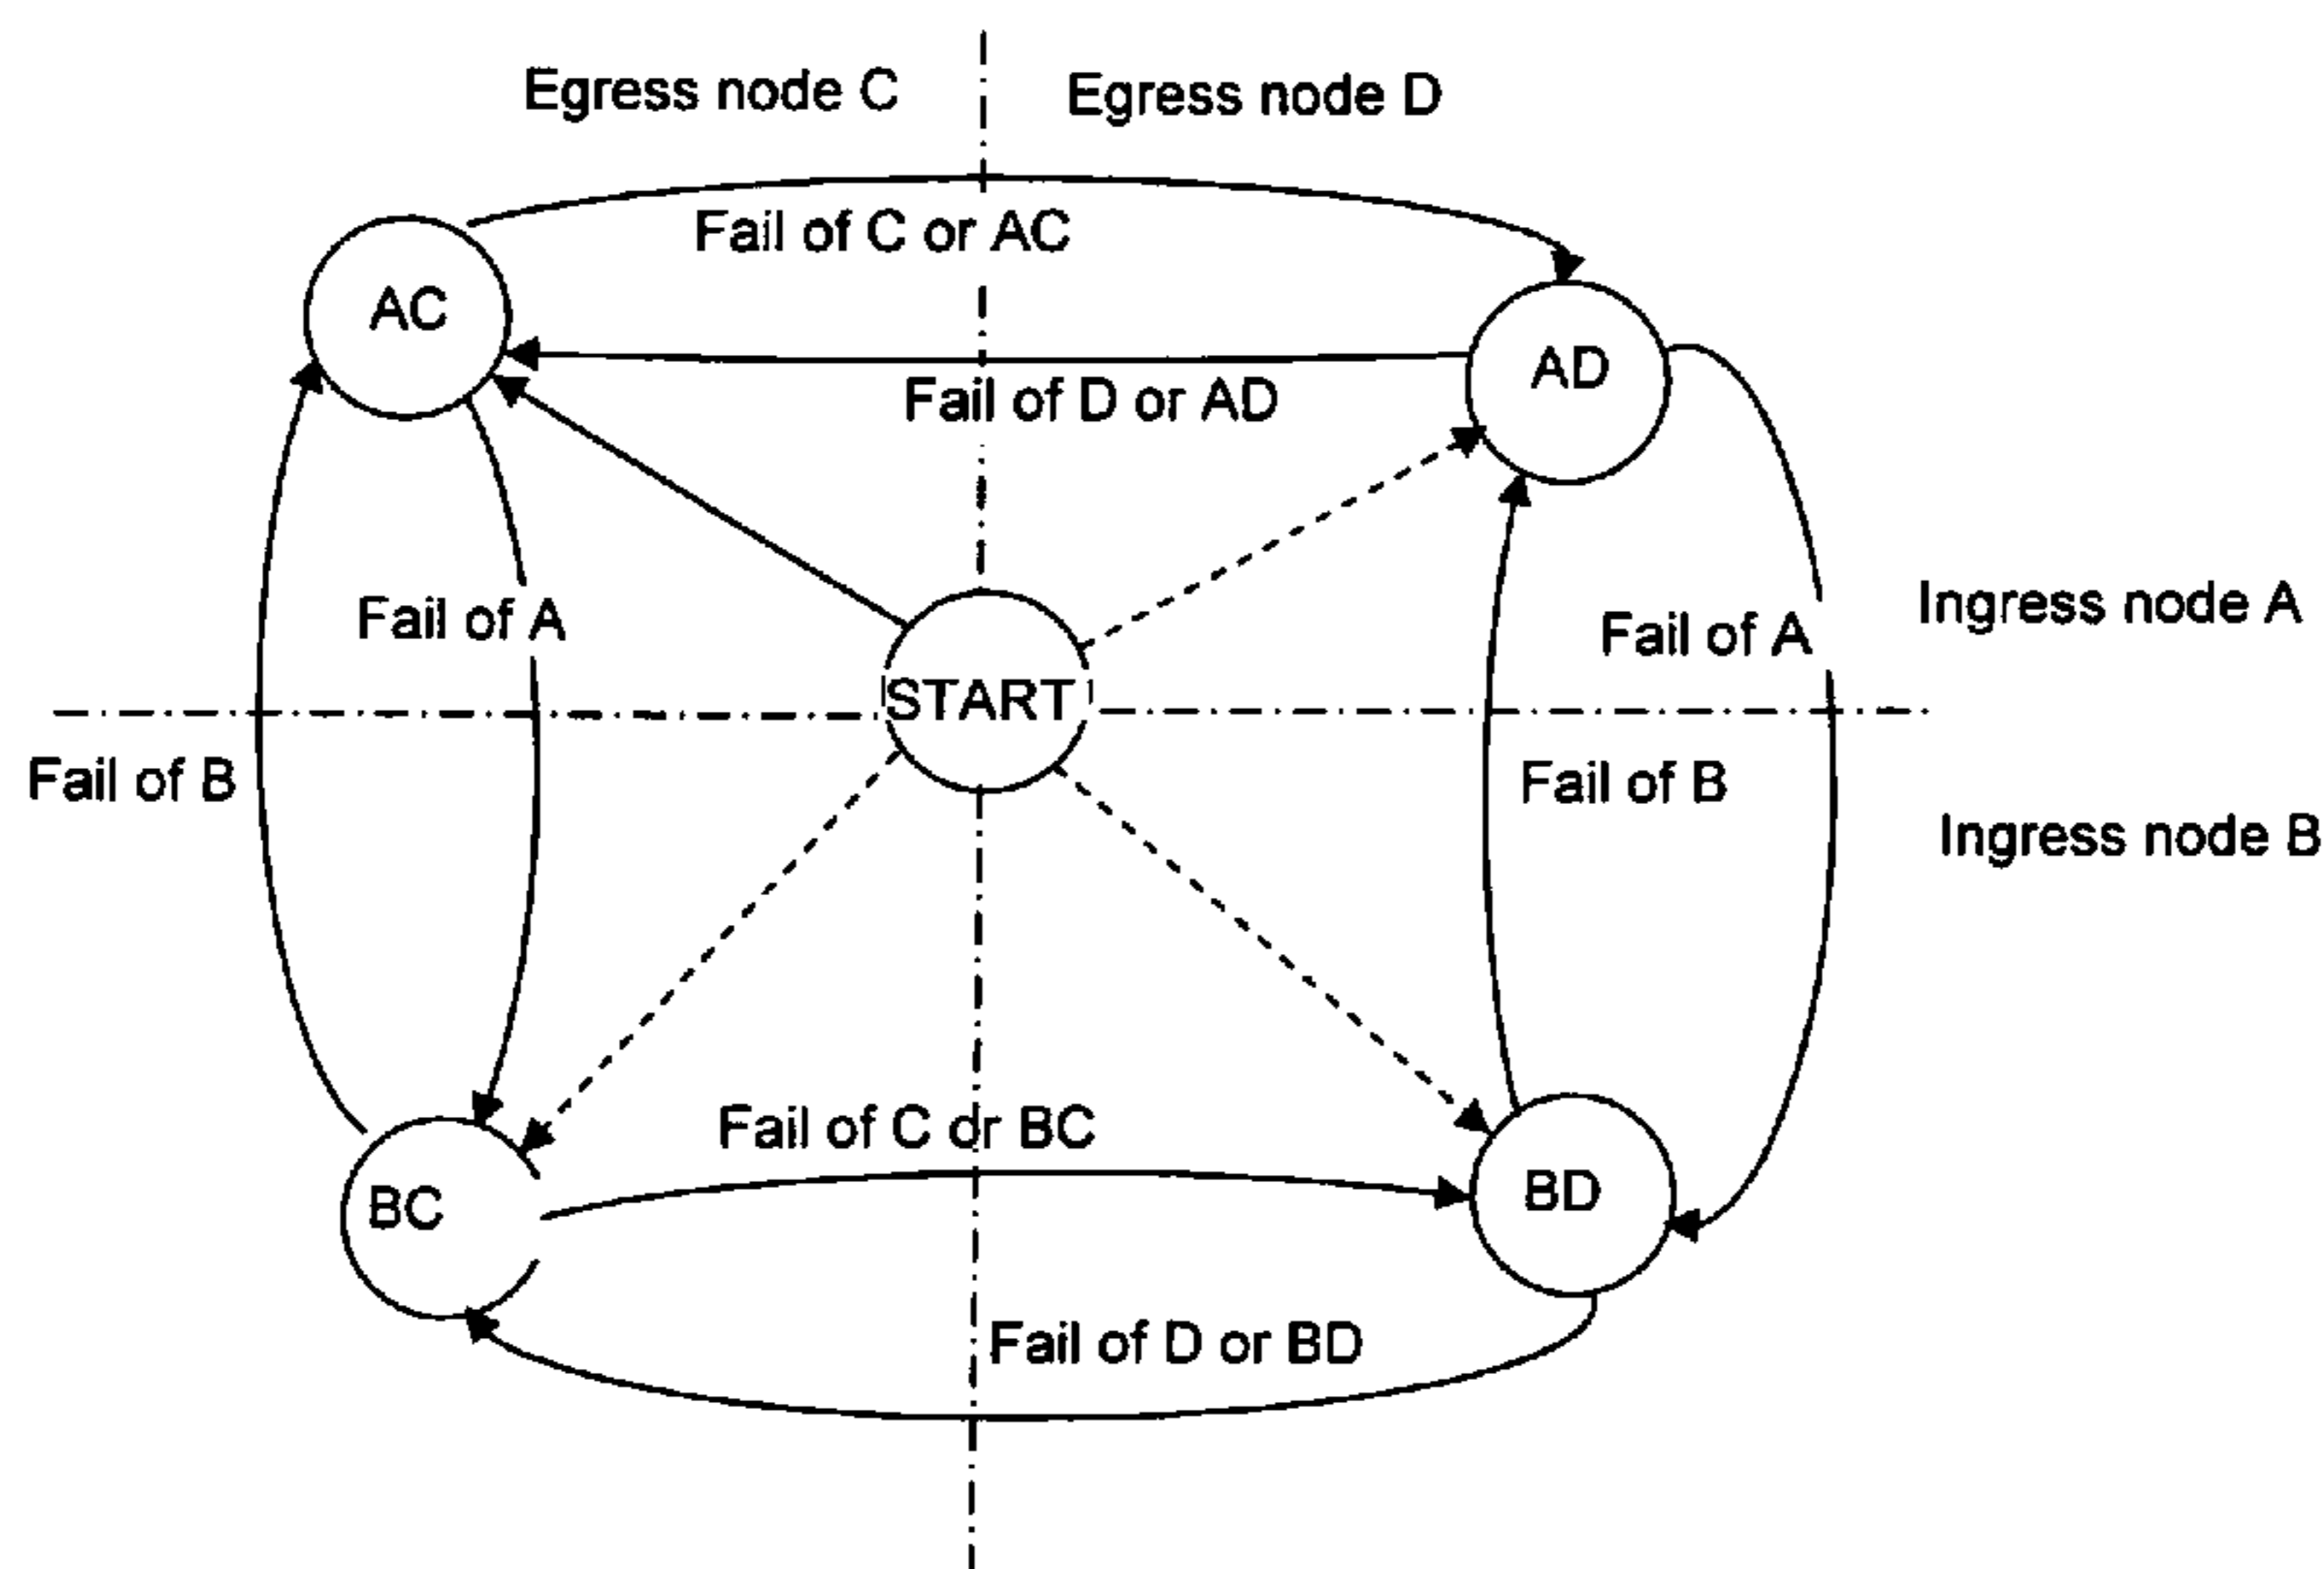 Egress node C
Egress node D
Fail of C or AC
AC
AD
Fail of D or AD
Fail of A
Ingress node A
Fail of A
START
Fail of B
Fail of B
Ingress node B
Fail of C or BC
BC
BD
Fail of D or BD